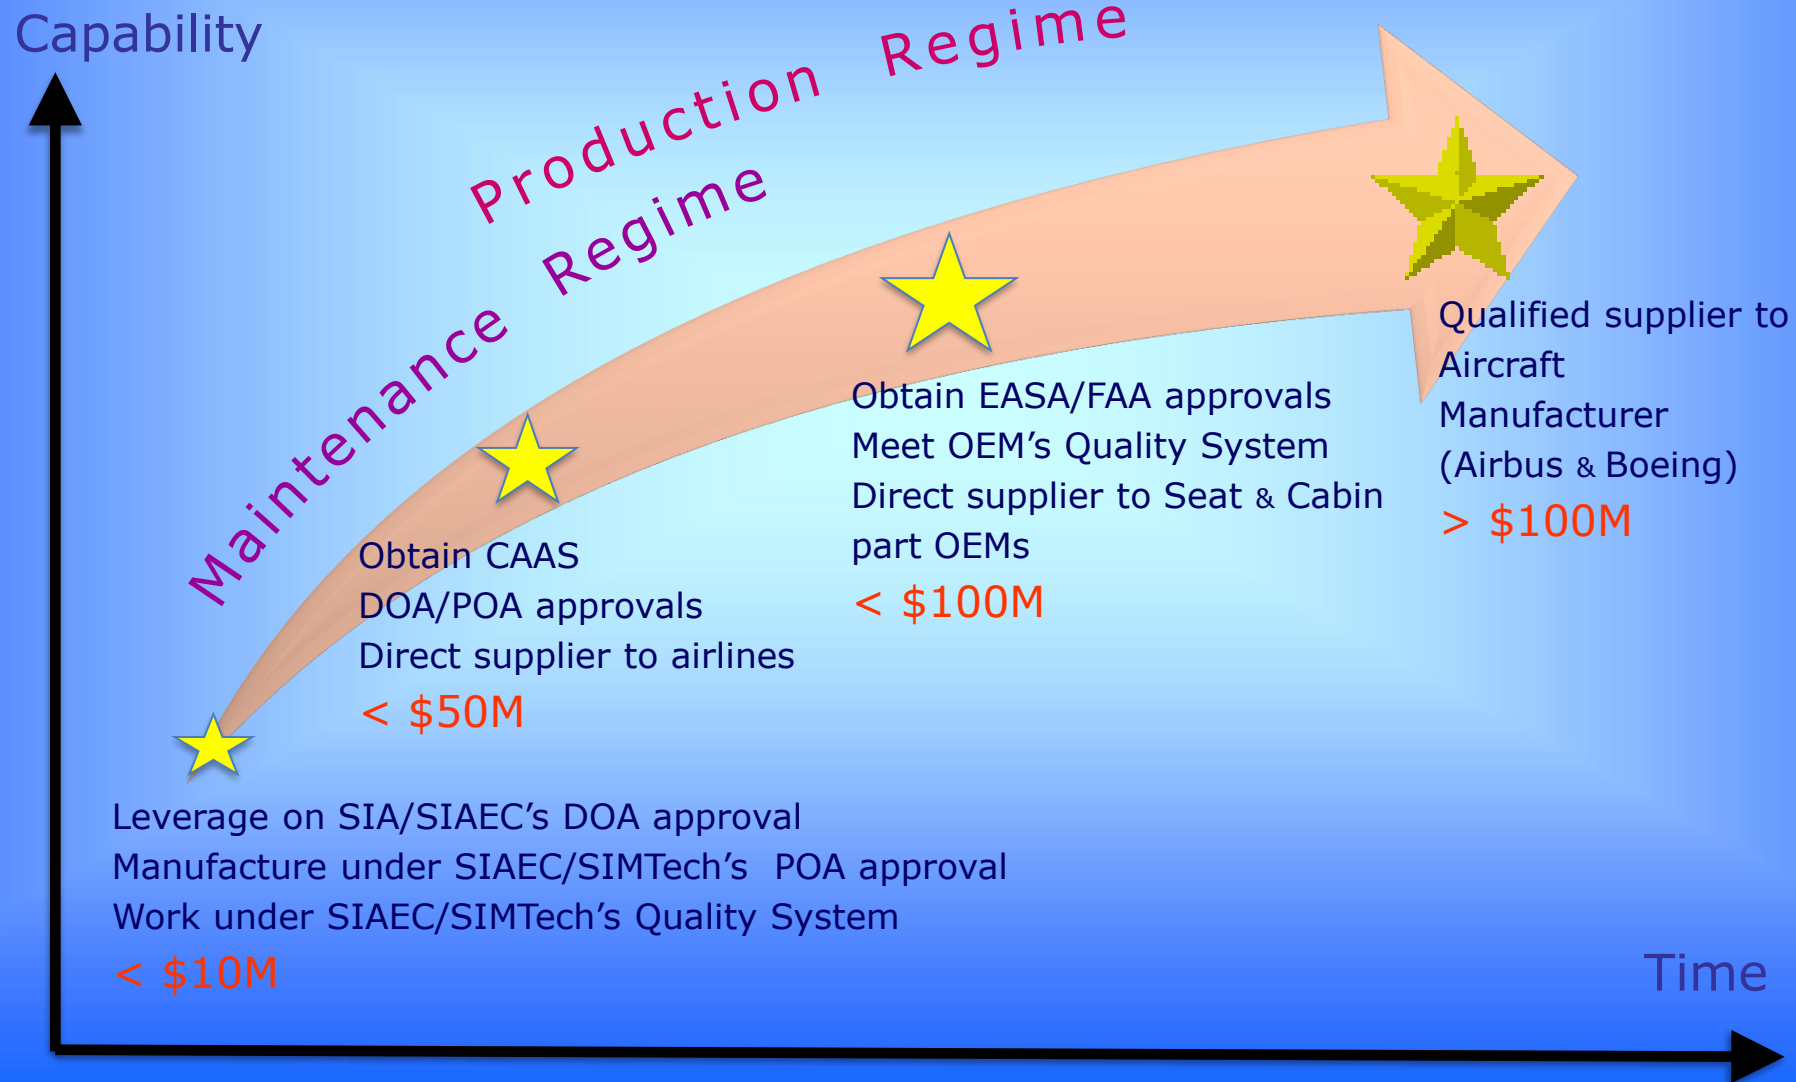 Capability
Production Regime
Maintenance Regime
Qualified supplier to
Aircraft
Manufacturer
(Airbus & Boeing)
> $100M
Obtain EASA/FAA approvals
Meet OEM’s Quality System
Direct supplier to Seat & Cabin
part OEMs
< $100M
Obtain CAAS
DOA/POA approvals
Direct supplier to airlines
< $50M
Leverage on SIA/SIAEC’s DOA approval
Manufacture under SIAEC/SIMTech’s  POA approval
Work under SIAEC/SIMTech’s Quality System
< $10M
Time